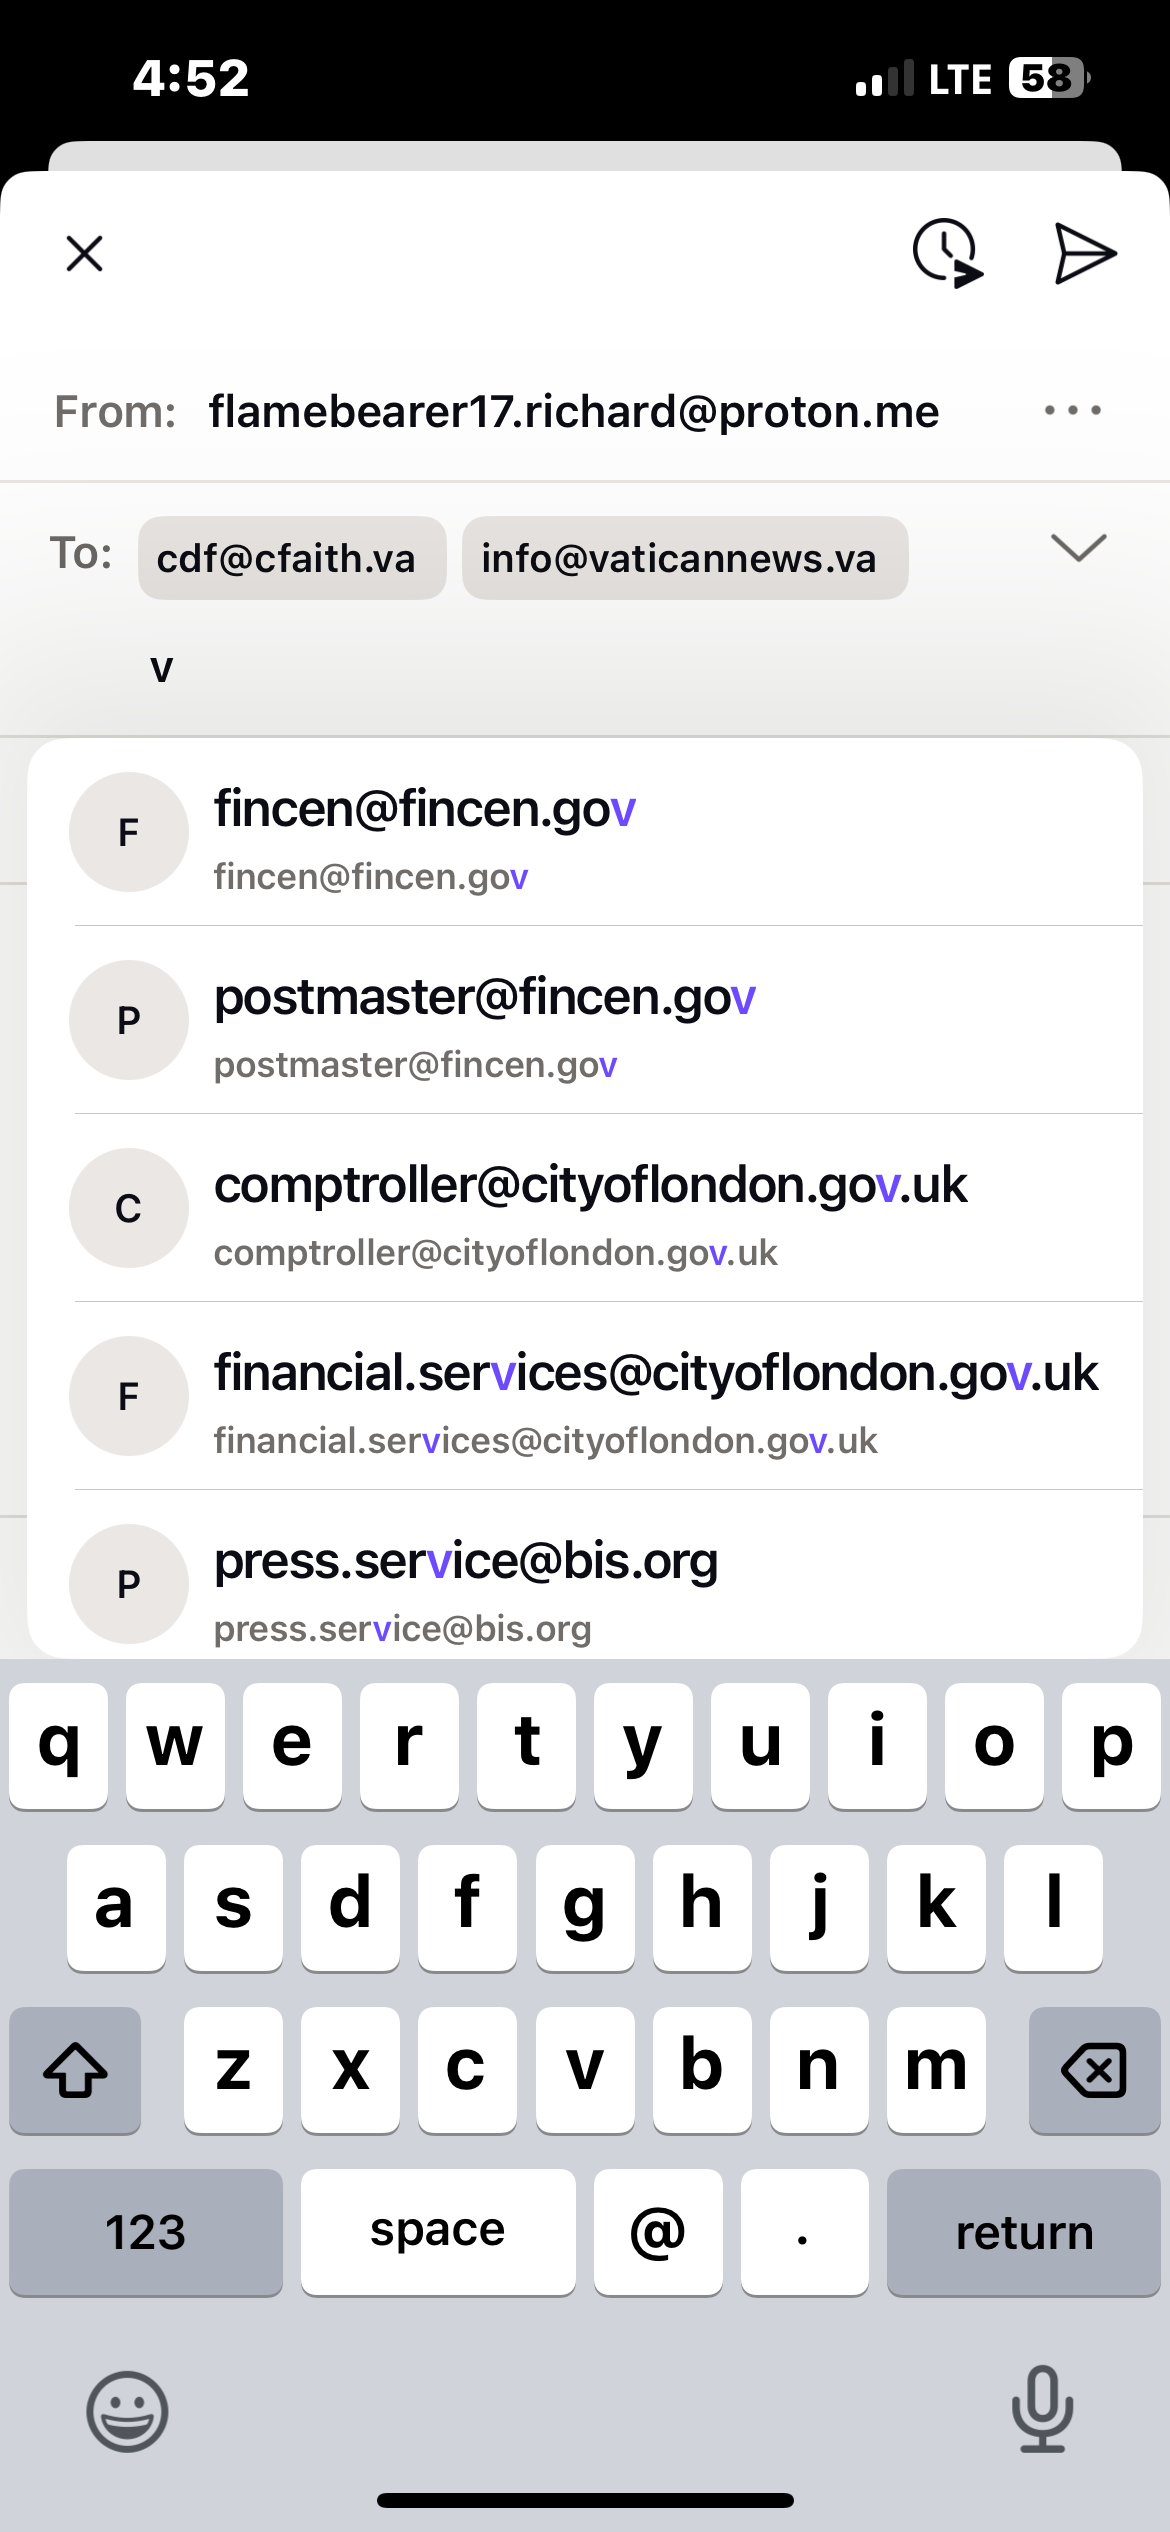 4:52 LTE 58
From: flamebearer17.richard@proton.me
To: cdf@cfaith.va info@vaticannews.va
v
F fincen@fincen.gov
fincen@fincen.gov
P postmaster@fincen.gov
postmaster@fincen.gov
C comptroller@cityoflondon.gov.uk
comptroller@cityoflondon.gov.uk
F financial.services@cityoflondon.gov.uk
financial.services@cityoflondon.gov.uk
P press.service@bis.org
press.service@bis.org
q w e r t y u i o p
a s d f g h j k l
z x c v b n m
123 space @ . return